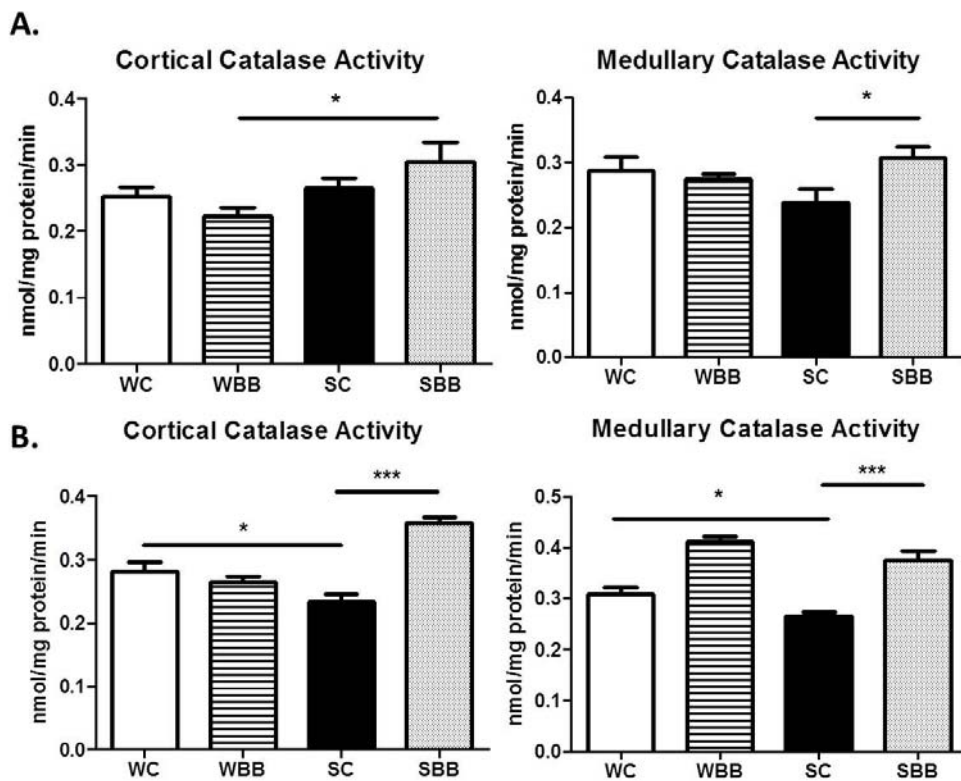 A.
Cortical Catalase Activity
nmol/mg protein/min
0.4
0.3
0.2
0.1
0.0
*
WC WBB SC SBB
Medullary Catalase Activity
nmol/mg protein/min
0.4
0.3
0.2
0.1
0.0
*
WC WBB SC SBB
B.
Cortical Catalase Activity
nmol/mg protein/min
0.4
0.3
0.2
0.1
0.0
*
***
WC WBB SC SBB
Medullary Catalase Activity
nmol/mg protein/min
0.5
0.4
0.3
0.2
0.1
0.0
*
***
WC WBB SC SBB